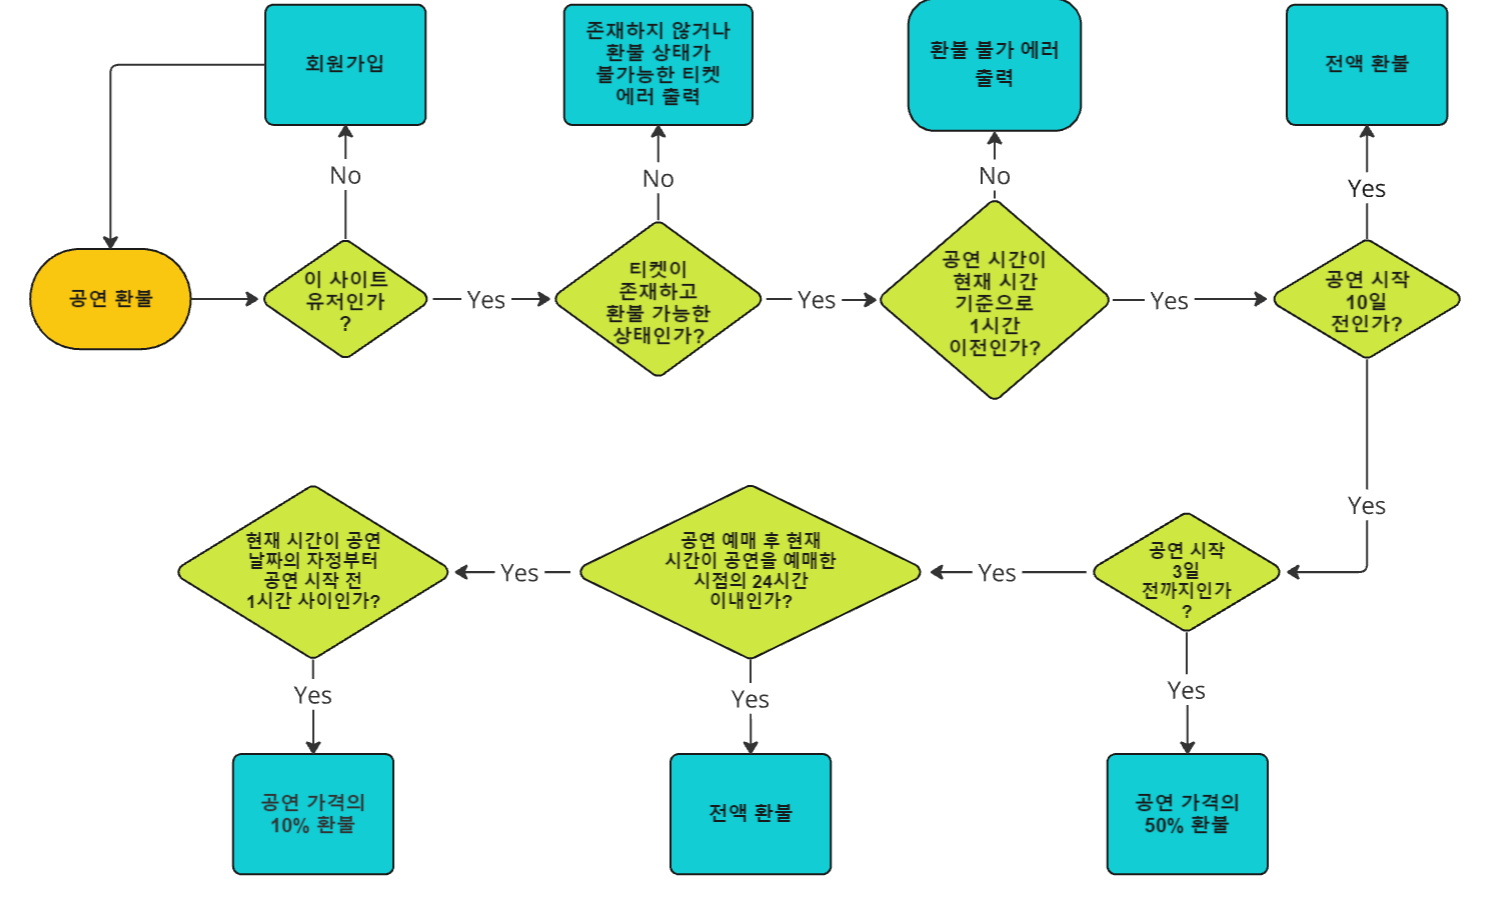 회원가입
존재하지 않거나
환불 상태가
불가능한 티켓
에러 출력
환불 불가 에러
출력
전액 환불
No
No
No
Yes
공연 환불
이 사이트
유저인가
?
Yes
티켓이
존재하고
환불 가능한
상태인가?
Yes
공연 시간이
현재 시간
기준으로
1시간
이전인가?
Yes
공연 시작
10일
전인가?
Yes
현재 시간이 공연
날짜의 자정부터
공연 시작 전
1시간 사이인가?
Yes
공연 예매 후 현재
시간이 공연을 예매한
시점의 24시간
이내인가?
Yes
공연 시작
3일
전까지인가
?
Yes
Yes
Yes
공연 가격의
10% 환불
전액 환불
공연 가격의
50% 환불